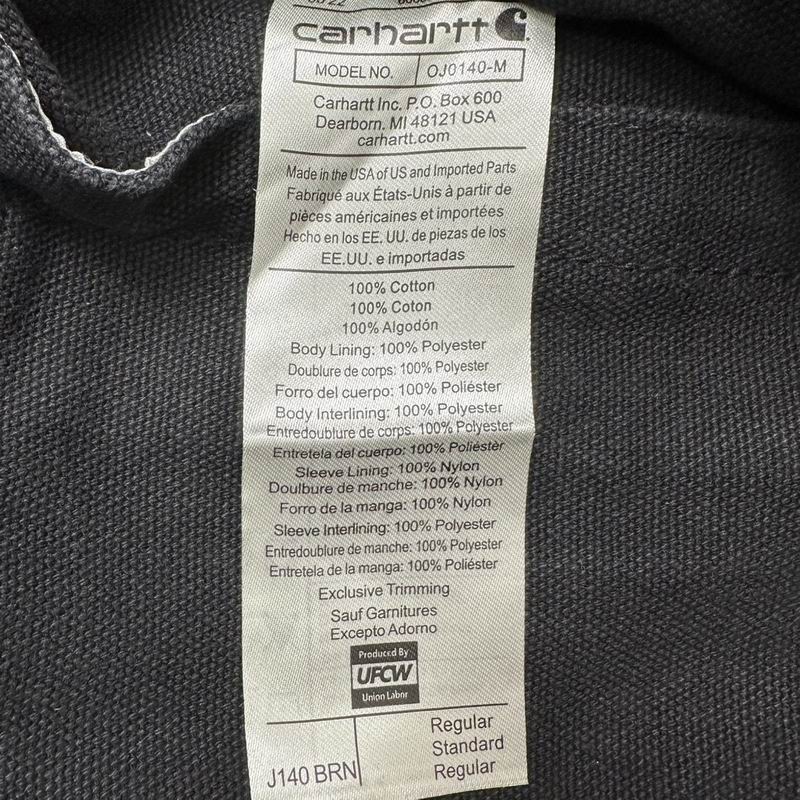 carhartt
MODEL NO. OJ0140-M
Carhartt Inc. P.O. Box 600
Dearborn, MI 48121 USA
carhartt.com
Made in the USA of US and Imported Parts
Fabriqué aux États-Unis à partir de
pièces américaines et importées
Hecho en los EE. UU. de piezas de los
EE.UU. e importadas
100% Cotton
100% Coton
100% Algodón
Body Lining: 100% Polyester
Doublure de corps: 100% Polyester
Forro del cuerpo: 100% Poliéster
Body Interlining: 100% Polyester
Entredoublure de corps: 100% Polyester
Entretela del cuerpo: 100% Poliéster
Sleeve Lining: 100% Nylon
Doulbure de manche: 100% Nylon
Forro de la manga: 100% Nylon
Sleeve Interlining: 100% Polyester
Entredoublure de manche: 100% Polyester
Entretela de la manga: 100% Poliéster
Exclusive Trimming
Sauf Garnitures
Excepto Adorno
Produced By
UFCW
Union Labnr
J140 BRN
Regular
Standard
Regular